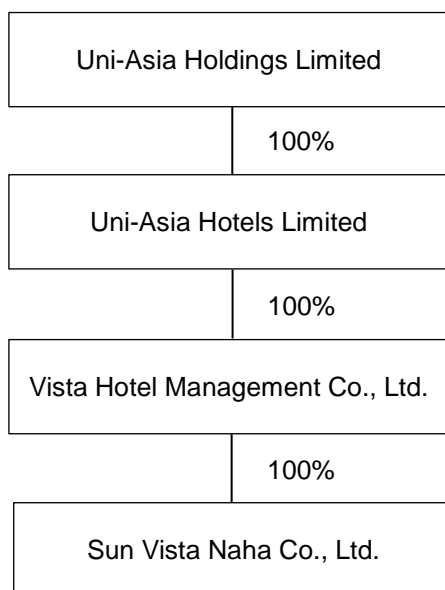 Uni-Asia Holdings Limited
100%
Uni-Asia Hotels Limited
100%
Vista Hotel Management Co., Ltd.
100%
Sun Vista Naha Co., Ltd.